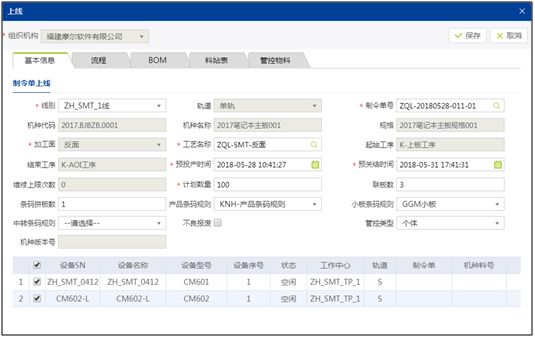 上线
* 组织机构 福建摩尔软件有限公司 保存 取消
基本信息 流程 BOM 料站表 管控物料
制令单上线
* 线别 ZH_SMT_1线 轨道 单轨 * 制令单号 ZQL-20180528-011-01
机种代码 2017.BJBZB.0001 机种名称 2017笔记本主板001 规格 2017笔记本主板规格001
* 加工面 反面 * 工艺名称 ZQL-SMT-反面 起始工序 K-上板工序
结束工序 K-AOI工序 * 预投产时间 2018-05-28 10:41:27 * 预关结时间 2018-05-31 17:41:31
维修上限次数 0 * 计划数量 100 联板数 3
条码拼板数 1 产品条码规则 KNH-产品条码规则 小板条码规则 GGM小板
中转条码规则 --请选择-- 不良报废 管控类型 个体
机种版本号
设备SN 设备名称 设备型号 设备序号 状态 工作中心 轨道 制令单 机种料号
1 ZH_SMT_0412 ZH_SMT_0412 CM601 1 空闲 ZH_SMT_TP_1 S
2 CM602-L CM602-L CM602 1 空闲 ZH_SMT_TP_1 S